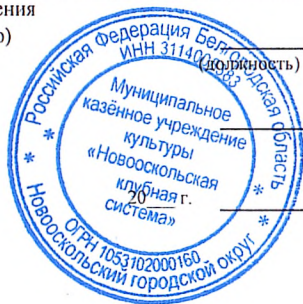 ения
о)
Российская Федерация Белгородская область
ИНН
(должность)
Муниципальное
казённое учреждение
культуры
«Новооскольская
клубная
система»
20 г.
ОГРН 1053102000160
Новооскольский городской округ